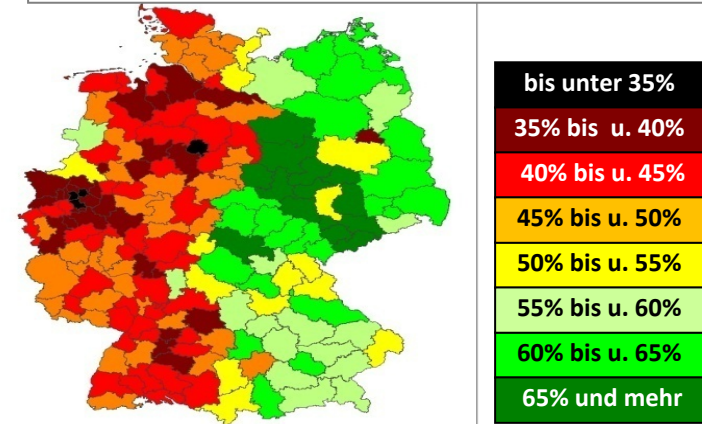 bis unter 35%
35% bis u. 40%
40% bis u. 45%
45% bis u. 50%
50% bis u. 55%
55% bis u. 60%
60% bis u. 65%
65% und mehr